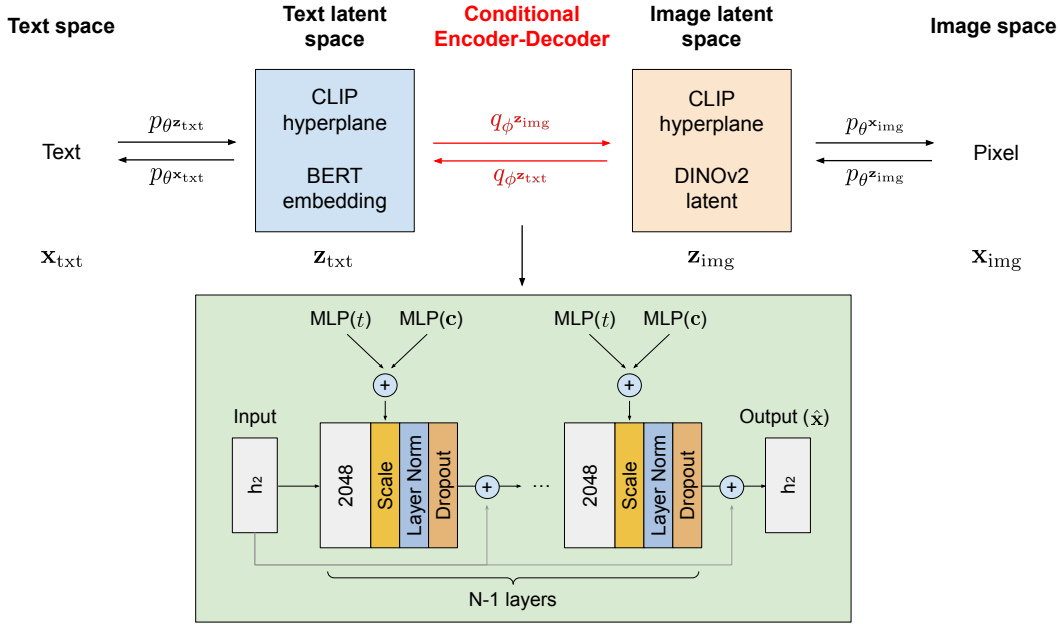 Text space
Text latent
space
Conditional
Encoder-Decoder
Image latent
space
Image space
Text
p_{θ^{z_txt}}
p_{θ^{x_txt}}
CLIP
hyperplane
BERT
embedding
q_{ϕ^{z_img}}
q_{ϕ^{z_txt}}
CLIP
hyperplane
DINOv2
latent
p_{θ^{x_img}}
p_{θ^{z_img}}
Pixel
x_txt
z_txt
z_img
x_img
MLP(t)
MLP(c)
MLP(t)
MLP(c)
+
+
Input
Output (x̂)
h₂
2048
Scale
Layer Norm
Dropout
+
...
2048
Scale
Layer Norm
Dropout
+
h₂
N-1 layers